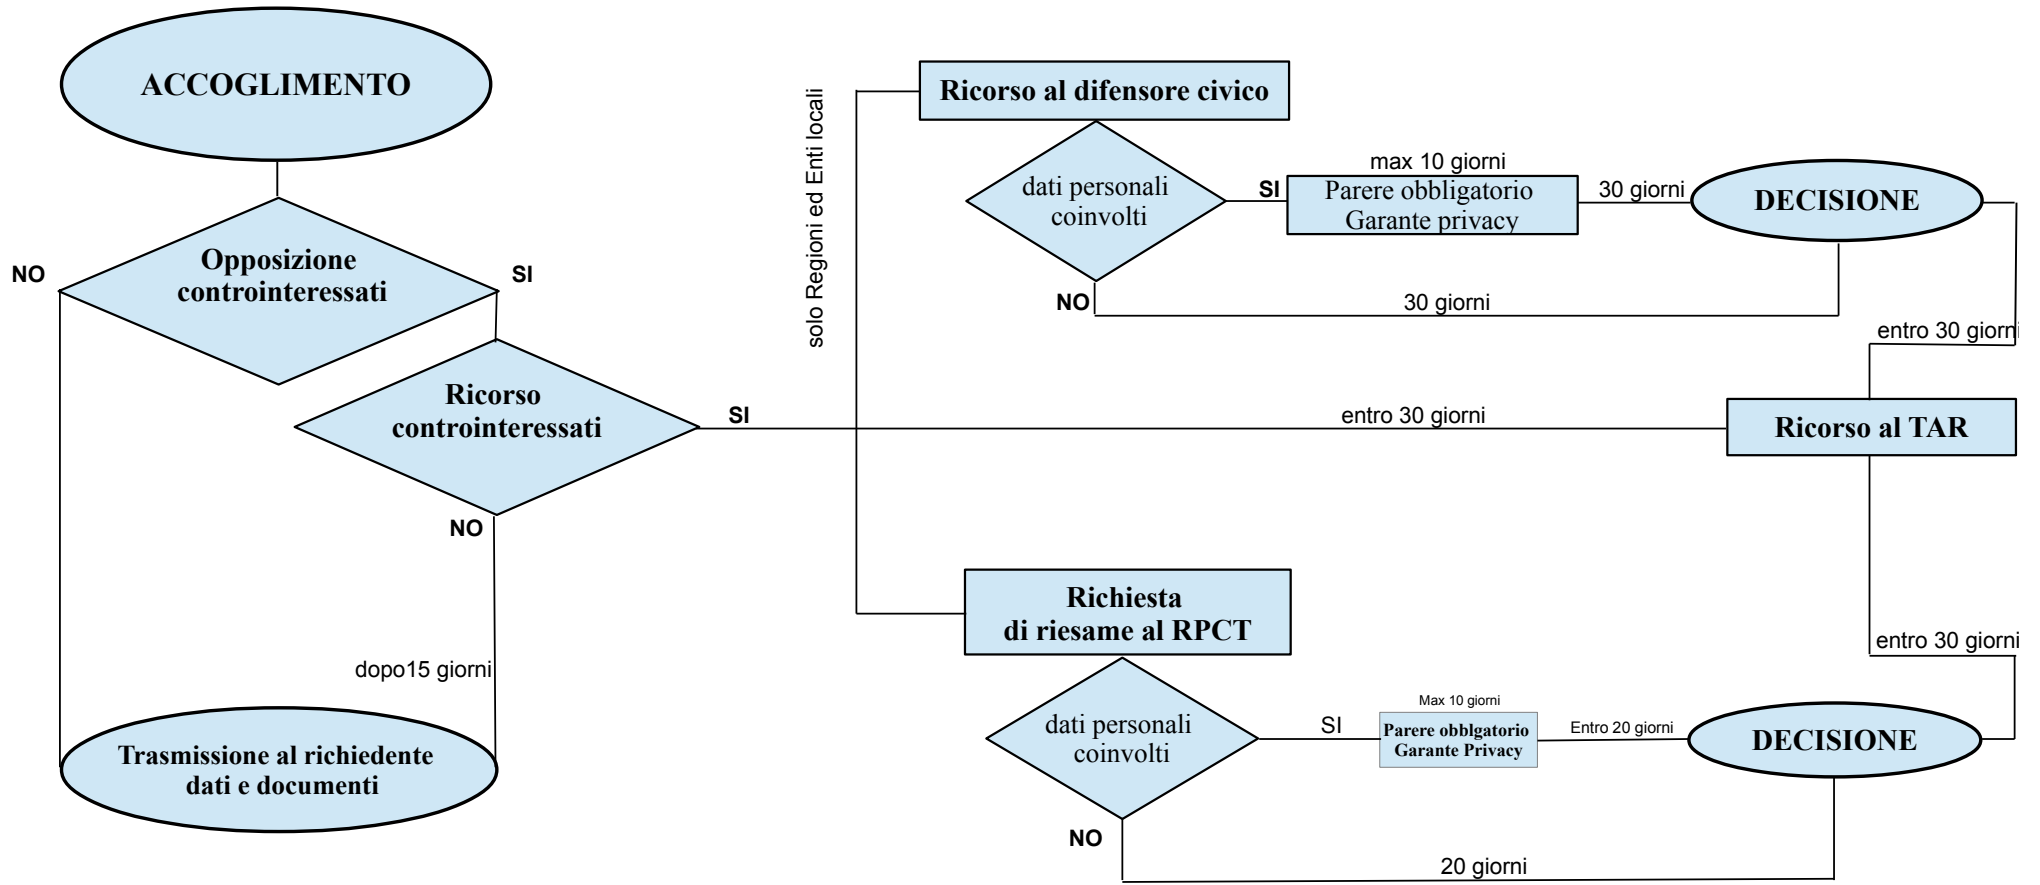 ACCOGLIMENTO
Opposizione
controinteressati
NO
SI
Ricorso
controinteressati
SI
NO
dopo15 giorni
Trasmissione al richiedente
dati e documenti
solo Regioni ed Enti locali
Ricorso al difensore civico
dati personali
coinvolti
SI
max 10 giorni
Parere obbligatorio
Garante privacy
30 giorni
DECISIONE
NO
30 giorni
entro 30 giorni
entro 30 giorni
Ricorso al TAR
Richiesta
di riesame al RPCT
entro 30 giorni
dati personali
coinvolti
SI
Max 10 giorni
Parere obblgatorio
Garante Privacy
Entro 20 giorni
DECISIONE
NO
20 giorni